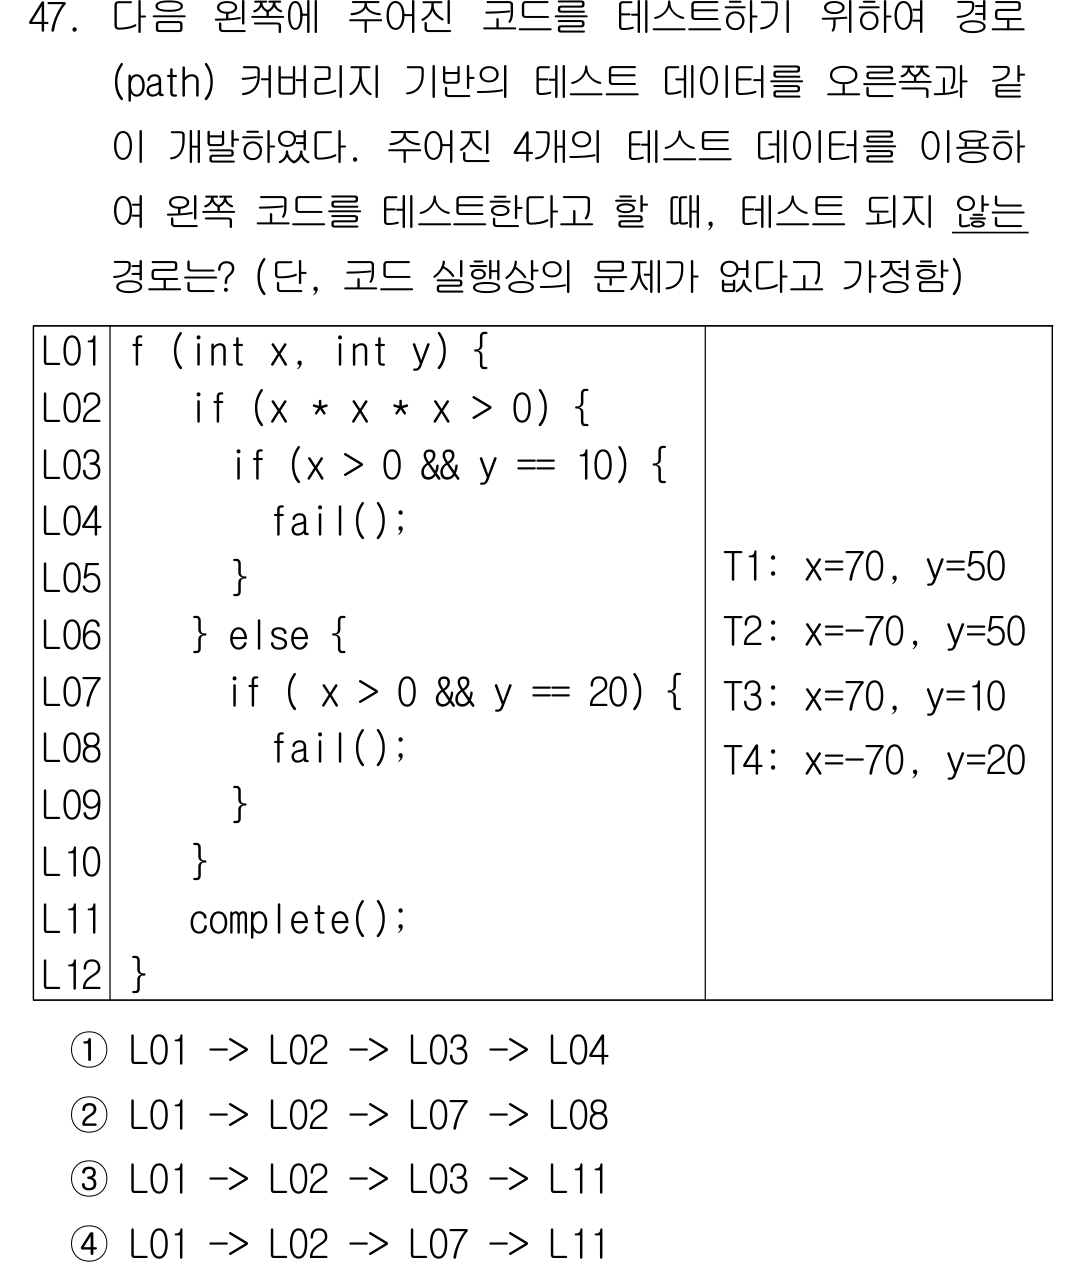 47. 다음 왼쪽에 주어진 코드를 테스트하기 위하여 경로
(path) 커버리지 기반의 테스트 데이터를 오른쪽과 같
이 개발하였다. 주어진 4개의 테스트 데이터를 이용하
여 왼쪽 코드를 테스트한다고 할 때, 테스트 되지 않는
경로는? (단, 코드 실행상의 문제가 없다고 가정함)
L01 f (int x, int y) {
L02 if (x * x * x > 0) {
L03 if (x > 0 && y == 10) {
L04 fail();
L05 }
L06 } else {
L07 if ( x > 0 && y == 20) {
L08 fail();
L09 }
L10 }
L11 complete();
L12 }
T1: x=70, y=50
T2: x=-70, y=50
T3: x=70, y=10
T4: x=-70, y=20
① L01 -> L02 -> L03 -> L04
② L01 -> L02 -> L07 -> L08
③ L01 -> L02 -> L03 -> L11
④ L01 -> L02 -> L07 -> L11